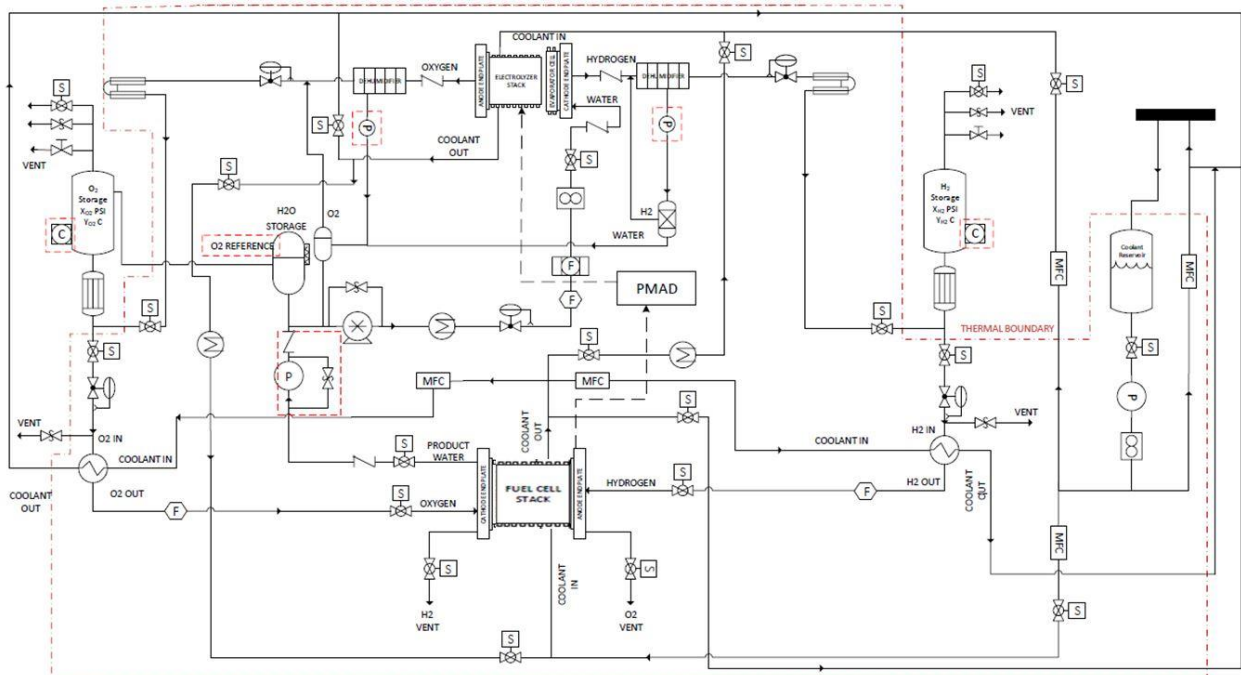 COOLANT IN
OXYGEN
DEHUMIDIFIER
ANODE ENDPLATE
ELECTROLYZER
STACK
EVAPORATOR CELL
CATHODE ENDPLATE
HYDROGEN
DEHUMIDIFIER
S
S
S
S
S
P
WATER
P
VENT
VENT
COOLANT
OUT
S
S
O2
Storage
XO2 PSI
YO2 C
H2O
STORAGE
O2
H2
H2
Storage
XH2 PSI
YH2 C
C
O2 REFERENCE
WATER
C
Coolant
Reservoir
MFC
MFC
F
PMAD
F
S
S
THERMAL BOUNDARY
S
S
S
S
P
MFC
MFC
P
VENT
O2 IN
COOLANT IN
COOLANT
OUT
S
COOLANT IN
H2 IN
VENT
PRODUCT
WATER
S
COOLANT
OUT
O2 OUT
CATHODE ENDPLATE
FUEL CELL
STACK
ANODE ENDPLATE
HYDROGEN
S
H2 OUT
F
COOLANT OUT
F
S
OXYGEN
MFC
S
S
COOLANT
IN
S
H2
VENT
O2
VENT
S